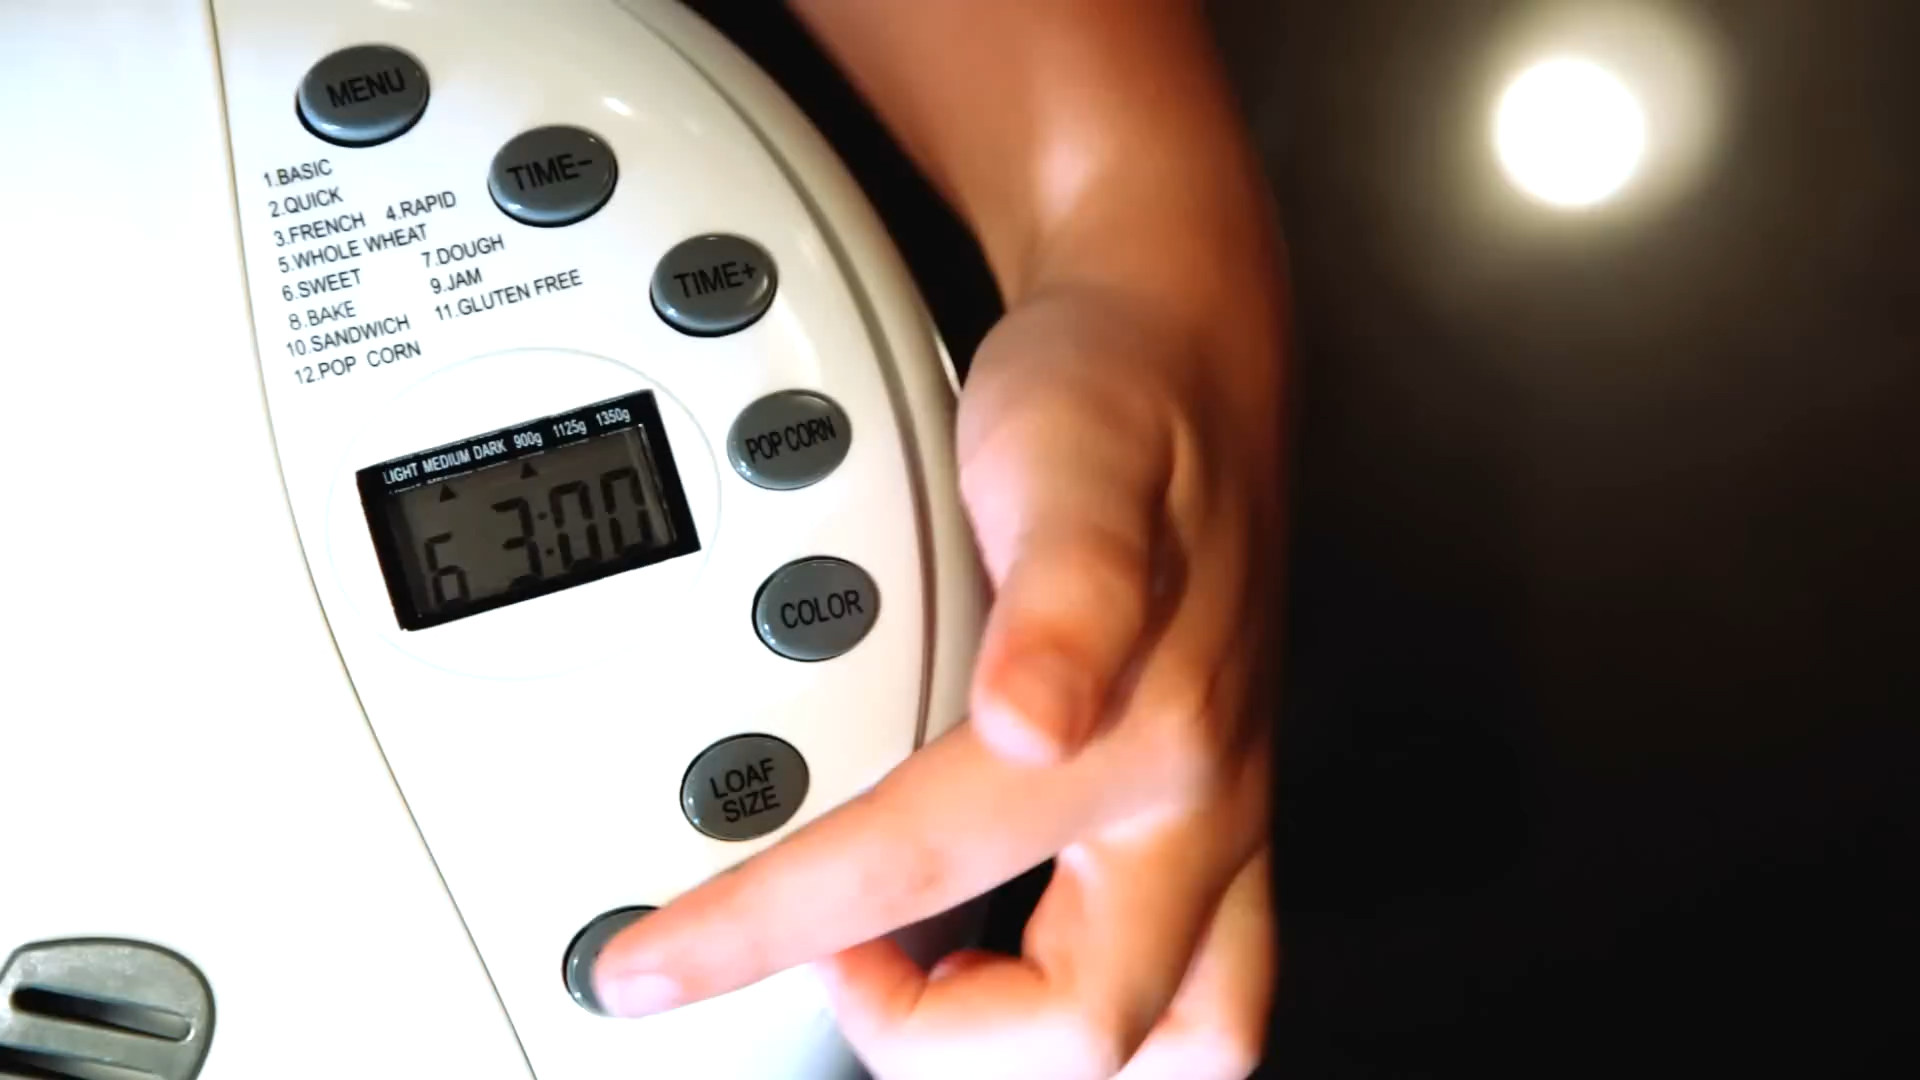 MENU
TIME-
TIME+
1.BASIC
2.QUICK
3.FRENCH 4.RAPID
5.WHOLE WHEAT
6.SWEET 7.DOUGH
8.BAKE 9.JAM
10.SANDWICH 11.GLUTEN FREE
12.POP CORN
LIGHT MEDIUM DARK 900g 1125g 1350g
6 3:00
POP CORN
COLOR
LOAF
SIZE